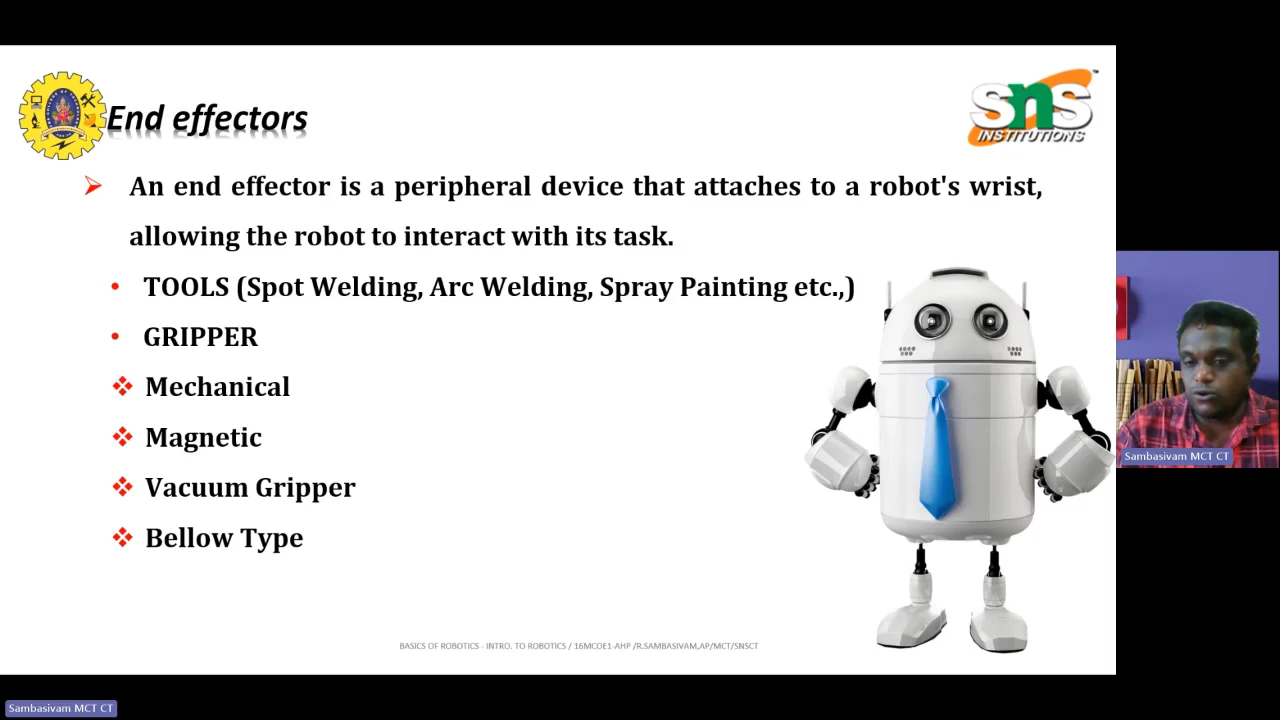 End effectors
SNS
INSTITUTIONS
An end effector is a peripheral device that attaches to a robot's wrist,
allowing the robot to interact with its task.
TOOLS (Spot Welding, Arc Welding, Spray Painting etc.,)
GRIPPER
Mechanical
Magnetic
Vacuum Gripper
Bellow Type
BASICS OF ROBOTICS - INTRO. TO ROBOTICS / 16MCOE1-AHP /R.SAMBASIVAM,AP/MCT/SNSCT
Sambasivam MCT CT
Sambasivam MCT CT